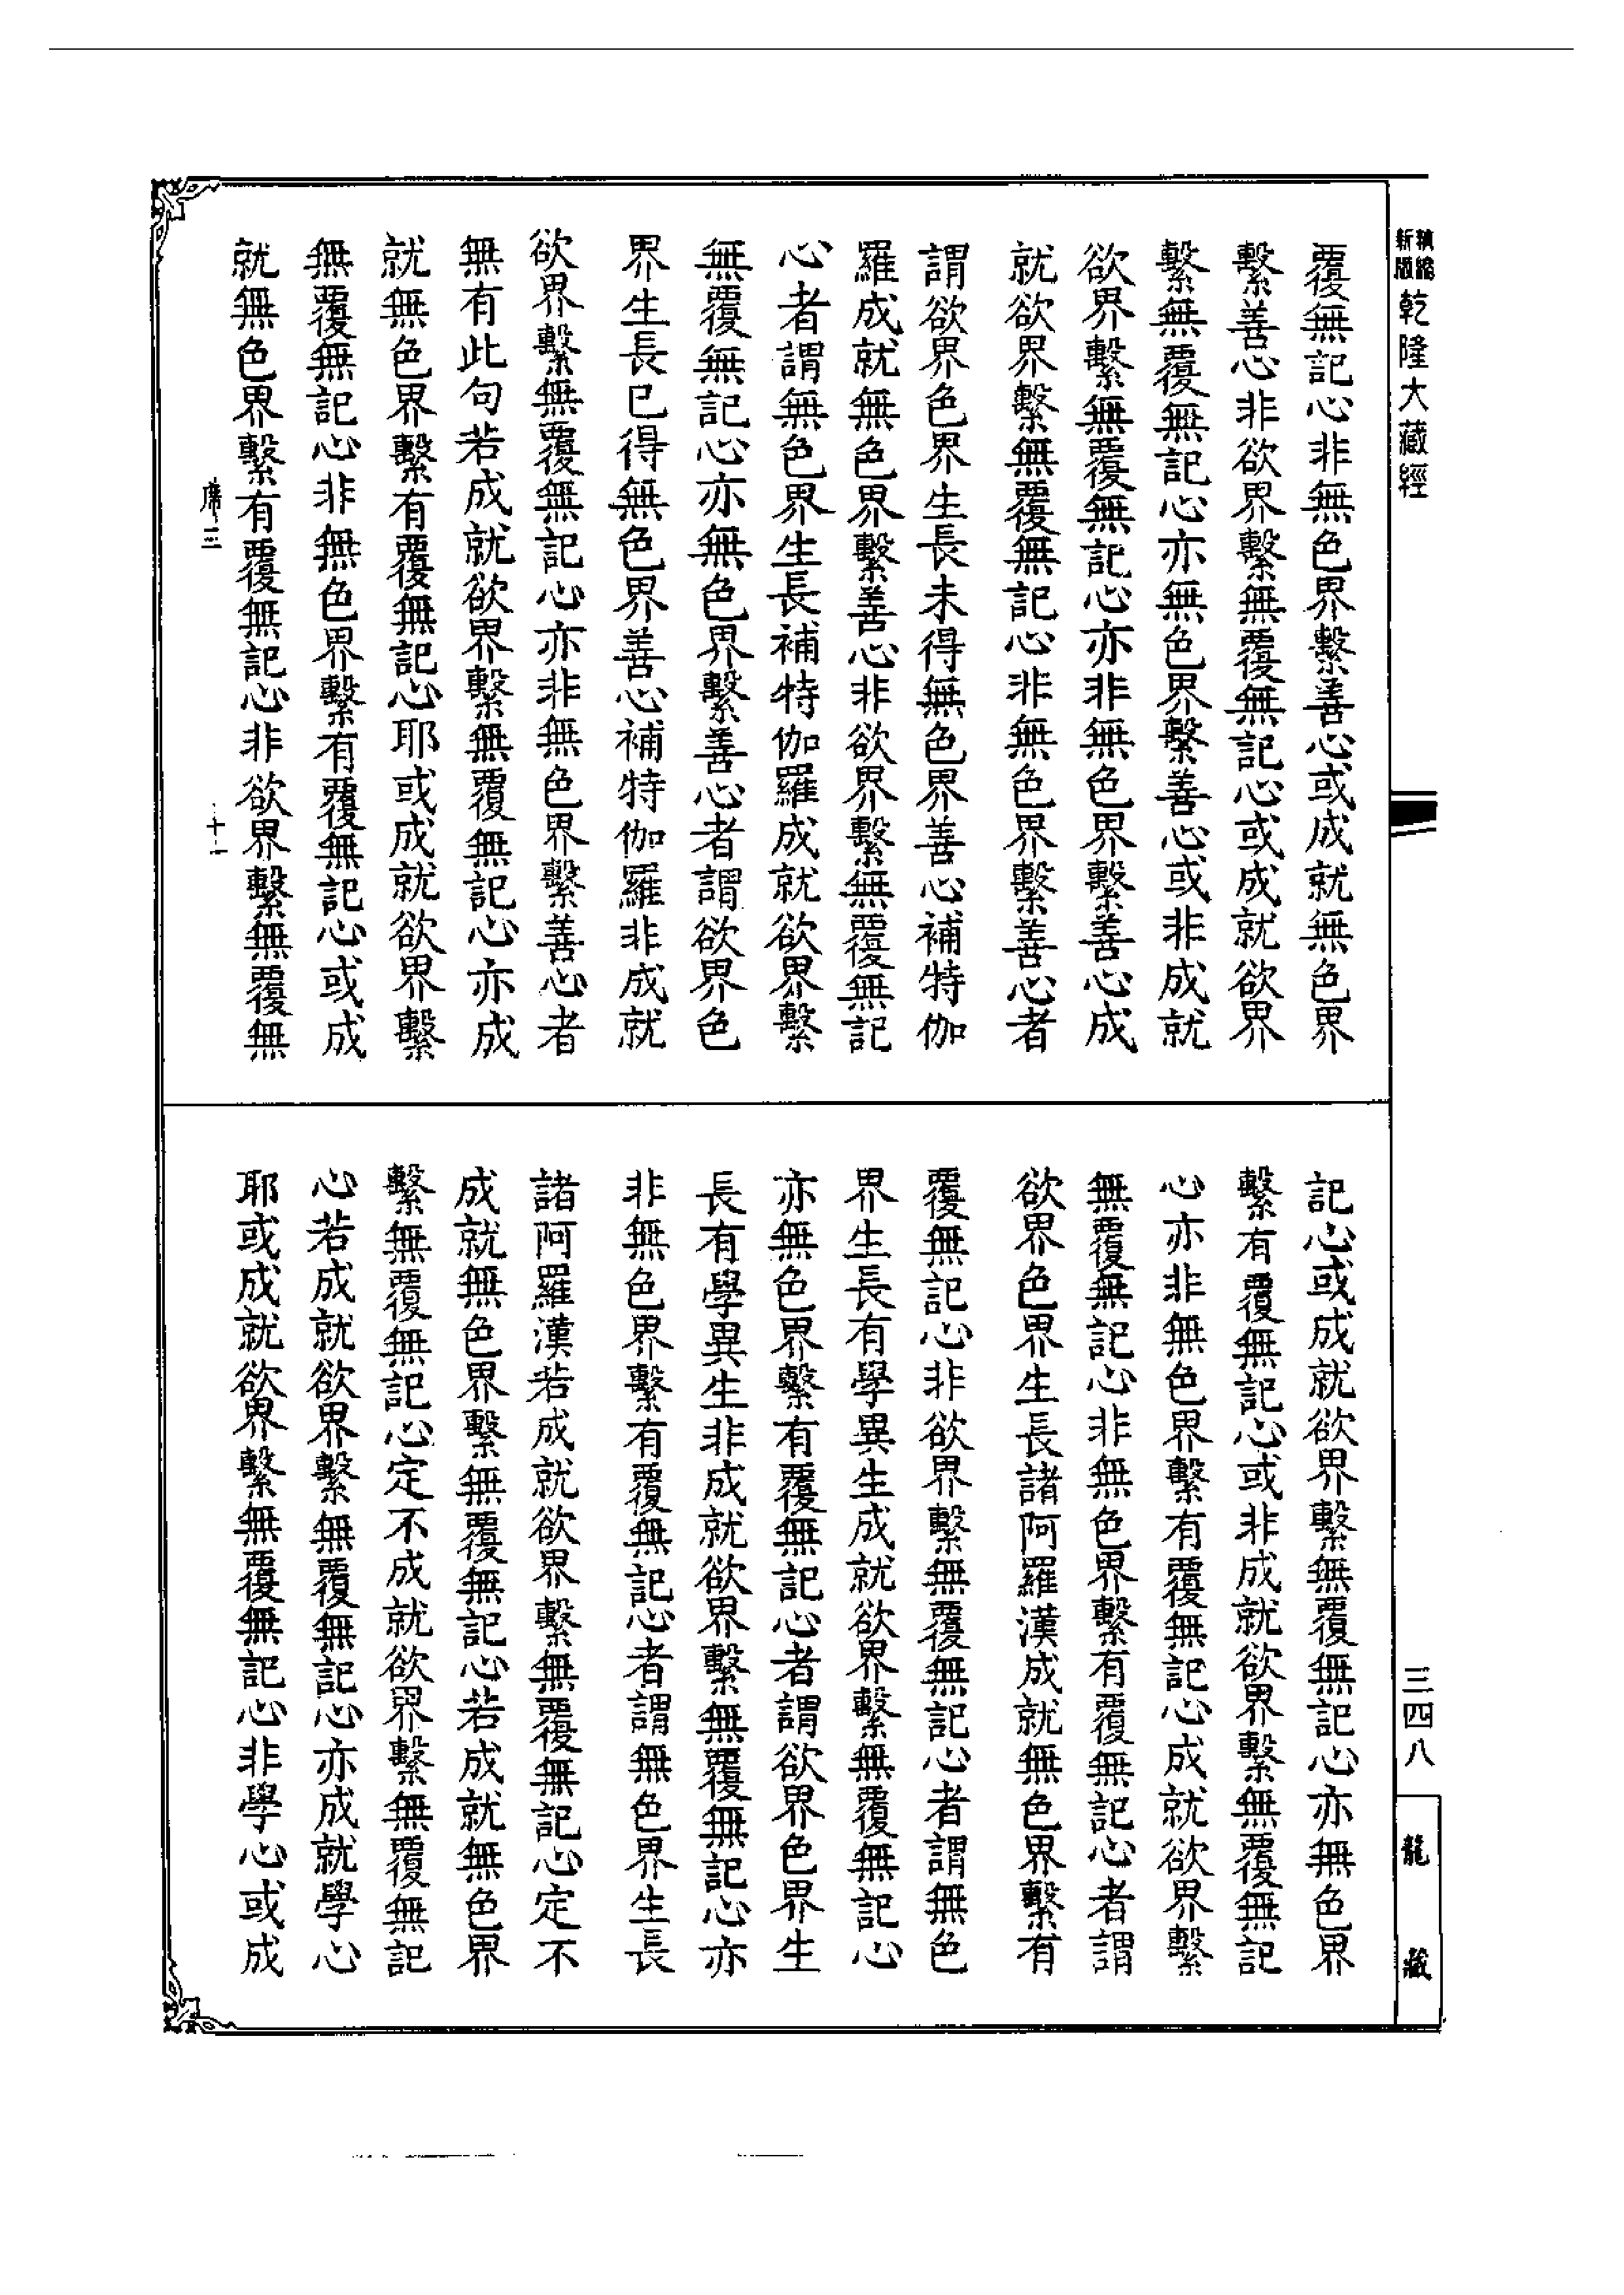 新編縮版乾隆大藏經
三四八
龍藏
覆無記心非無色界繫善心或成就無色界
繫善心非欲界繫無覆無記心或成就欲界
繫無覆無記心亦無色界繫善心或非成就
欲界繫無覆無記心亦非無色界繫善心成
就欲界繫無覆無記心非無色界繫善心者
謂欲界色界生長未得無色界善心補特伽
羅成就無色界繫善心非欲界繫無覆無記
心者謂無色界生長補特伽羅成就欲界繫
無覆無記心亦無色界繫善心者謂欲界色
界生長已得無色界善心補特伽羅非成就
欲界繫無覆無記心亦非無色界繫善心者
無有此句若成就欲界繫無覆無記心亦成
就無色界繫有覆無記心耶或成就欲界繫
無覆無記心非無色界繫有覆無記心或成
就無色界繫有覆無記心非欲界繫無覆無
席三
十一
記心或成就欲界繫無覆無記心亦無色界
繫有覆無記心或非成就欲界繫無覆無記
心亦非無色界繫有覆無記心成就欲界繫
無覆無記心非無色界繫有覆無記心者謂
欲界色界生長諸阿羅漢成就無色界繫有
覆無記心非欲界繫無覆無記心者謂無色
界生長有學異生成就欲界繫無覆無記心
亦無色界繫有覆無記心者謂欲界色界生
長有學異生非成就欲界繫無覆無記心亦
非無色界繫有覆無記心者謂無色界生長
諸阿羅漢若成就欲界繫無覆無記心定不
成就無色界繫無覆無記心若成就無色界
繫無覆無記心定不成就欲界繫無覆無記
心若成就欲界繫無覆無記心亦成就學心
耶或成就欲界繫無覆無記心非學心或成